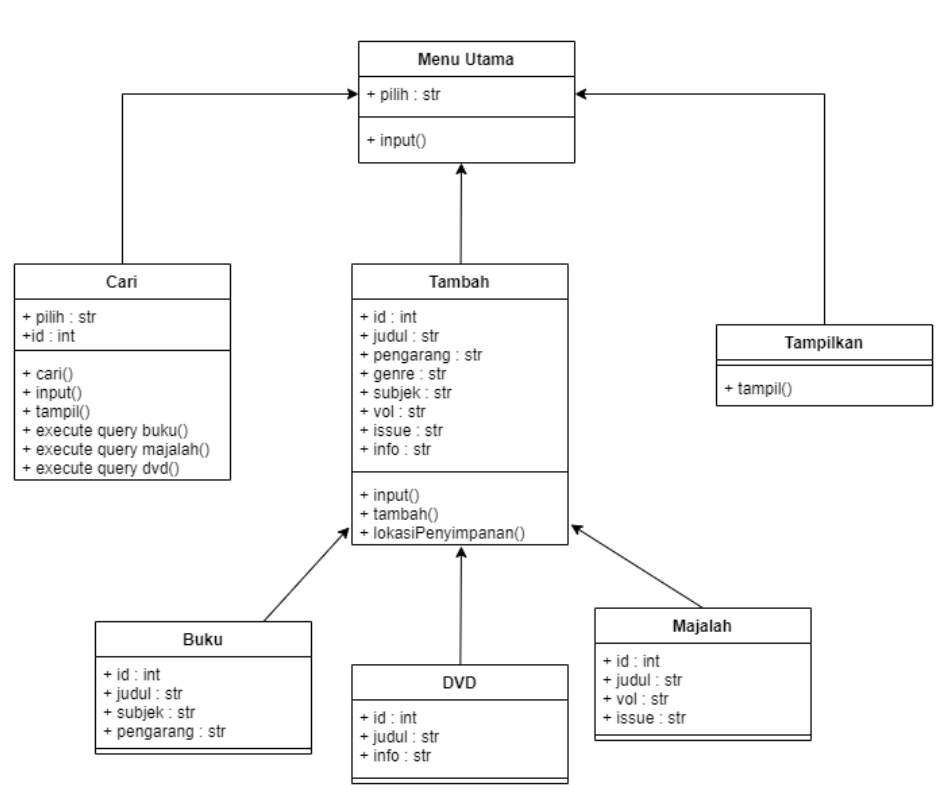 Menu Utama
+ pilih : str
+ input()
Cari
+ pilih : str
+id : int
+ cari()
+ input()
+ tampil()
+ execute query buku()
+ execute query majalah()
+ execute query dvd()
Tambah
+ id : int
+ judul : str
+ pengarang : str
+ genre : str
+ subjek : str
+ vol : str
+ issue : str
+ info : str
+ input()
+ tambah()
+ lokasiPenyimpanan()
Tampilkan
+ tampil()
Buku
+ id : int
+ judul : str
+ subjek : str
+ pengarang : str
DVD
+ id : int
+ judul : str
+ info : str
Majalah
+ id : int
+ judul : str
+ vol : str
+ issue : str